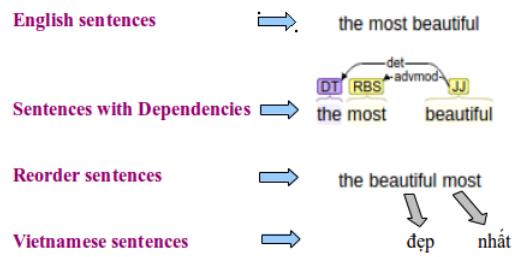 English sentences the most beautiful
det
advmod
DT RBS JJ
Sentences with Dependencies the most beautiful
Reorder sentences the beautiful most
Vietnamese sentences đẹp nhất